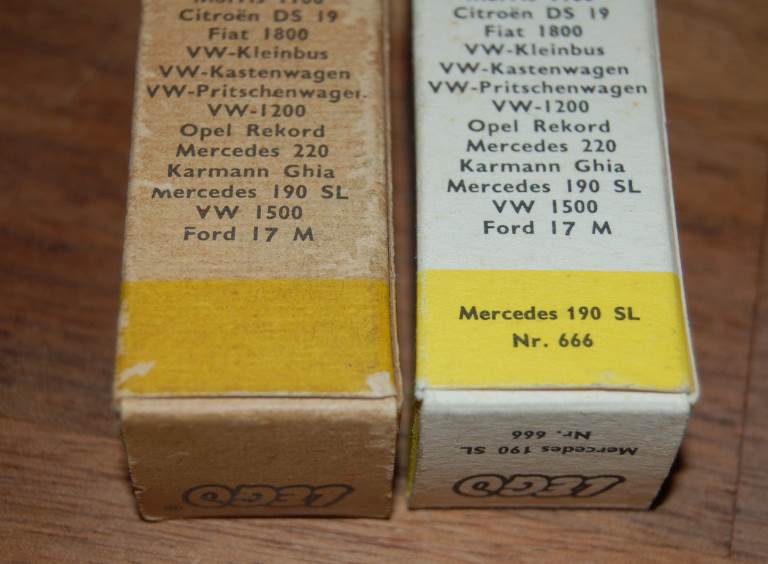 Citroën DS 19
Fiat 1800
VW-Kleinbus
VW-Kastenwagen
VW-Pritschenwagen
VW-1200
Opel Rekord
Mercedes 220
Karmann Ghia
Mercedes 190 SL
VW 1500
Ford 17 M
LEGO
Morris 1100
Citroën DS 19
Fiat 1800
VW-Kleinbus
VW-Kastenwagen
VW-Pritschenwagen
VW-1200
Opel Rekord
Mercedes 220
Karmann Ghia
Mercedes 190 SL
VW 1500
Ford 17 M
Mercedes 190 SL
Nr. 666
LEGO
Mercedes 190 SL
Nr. 666